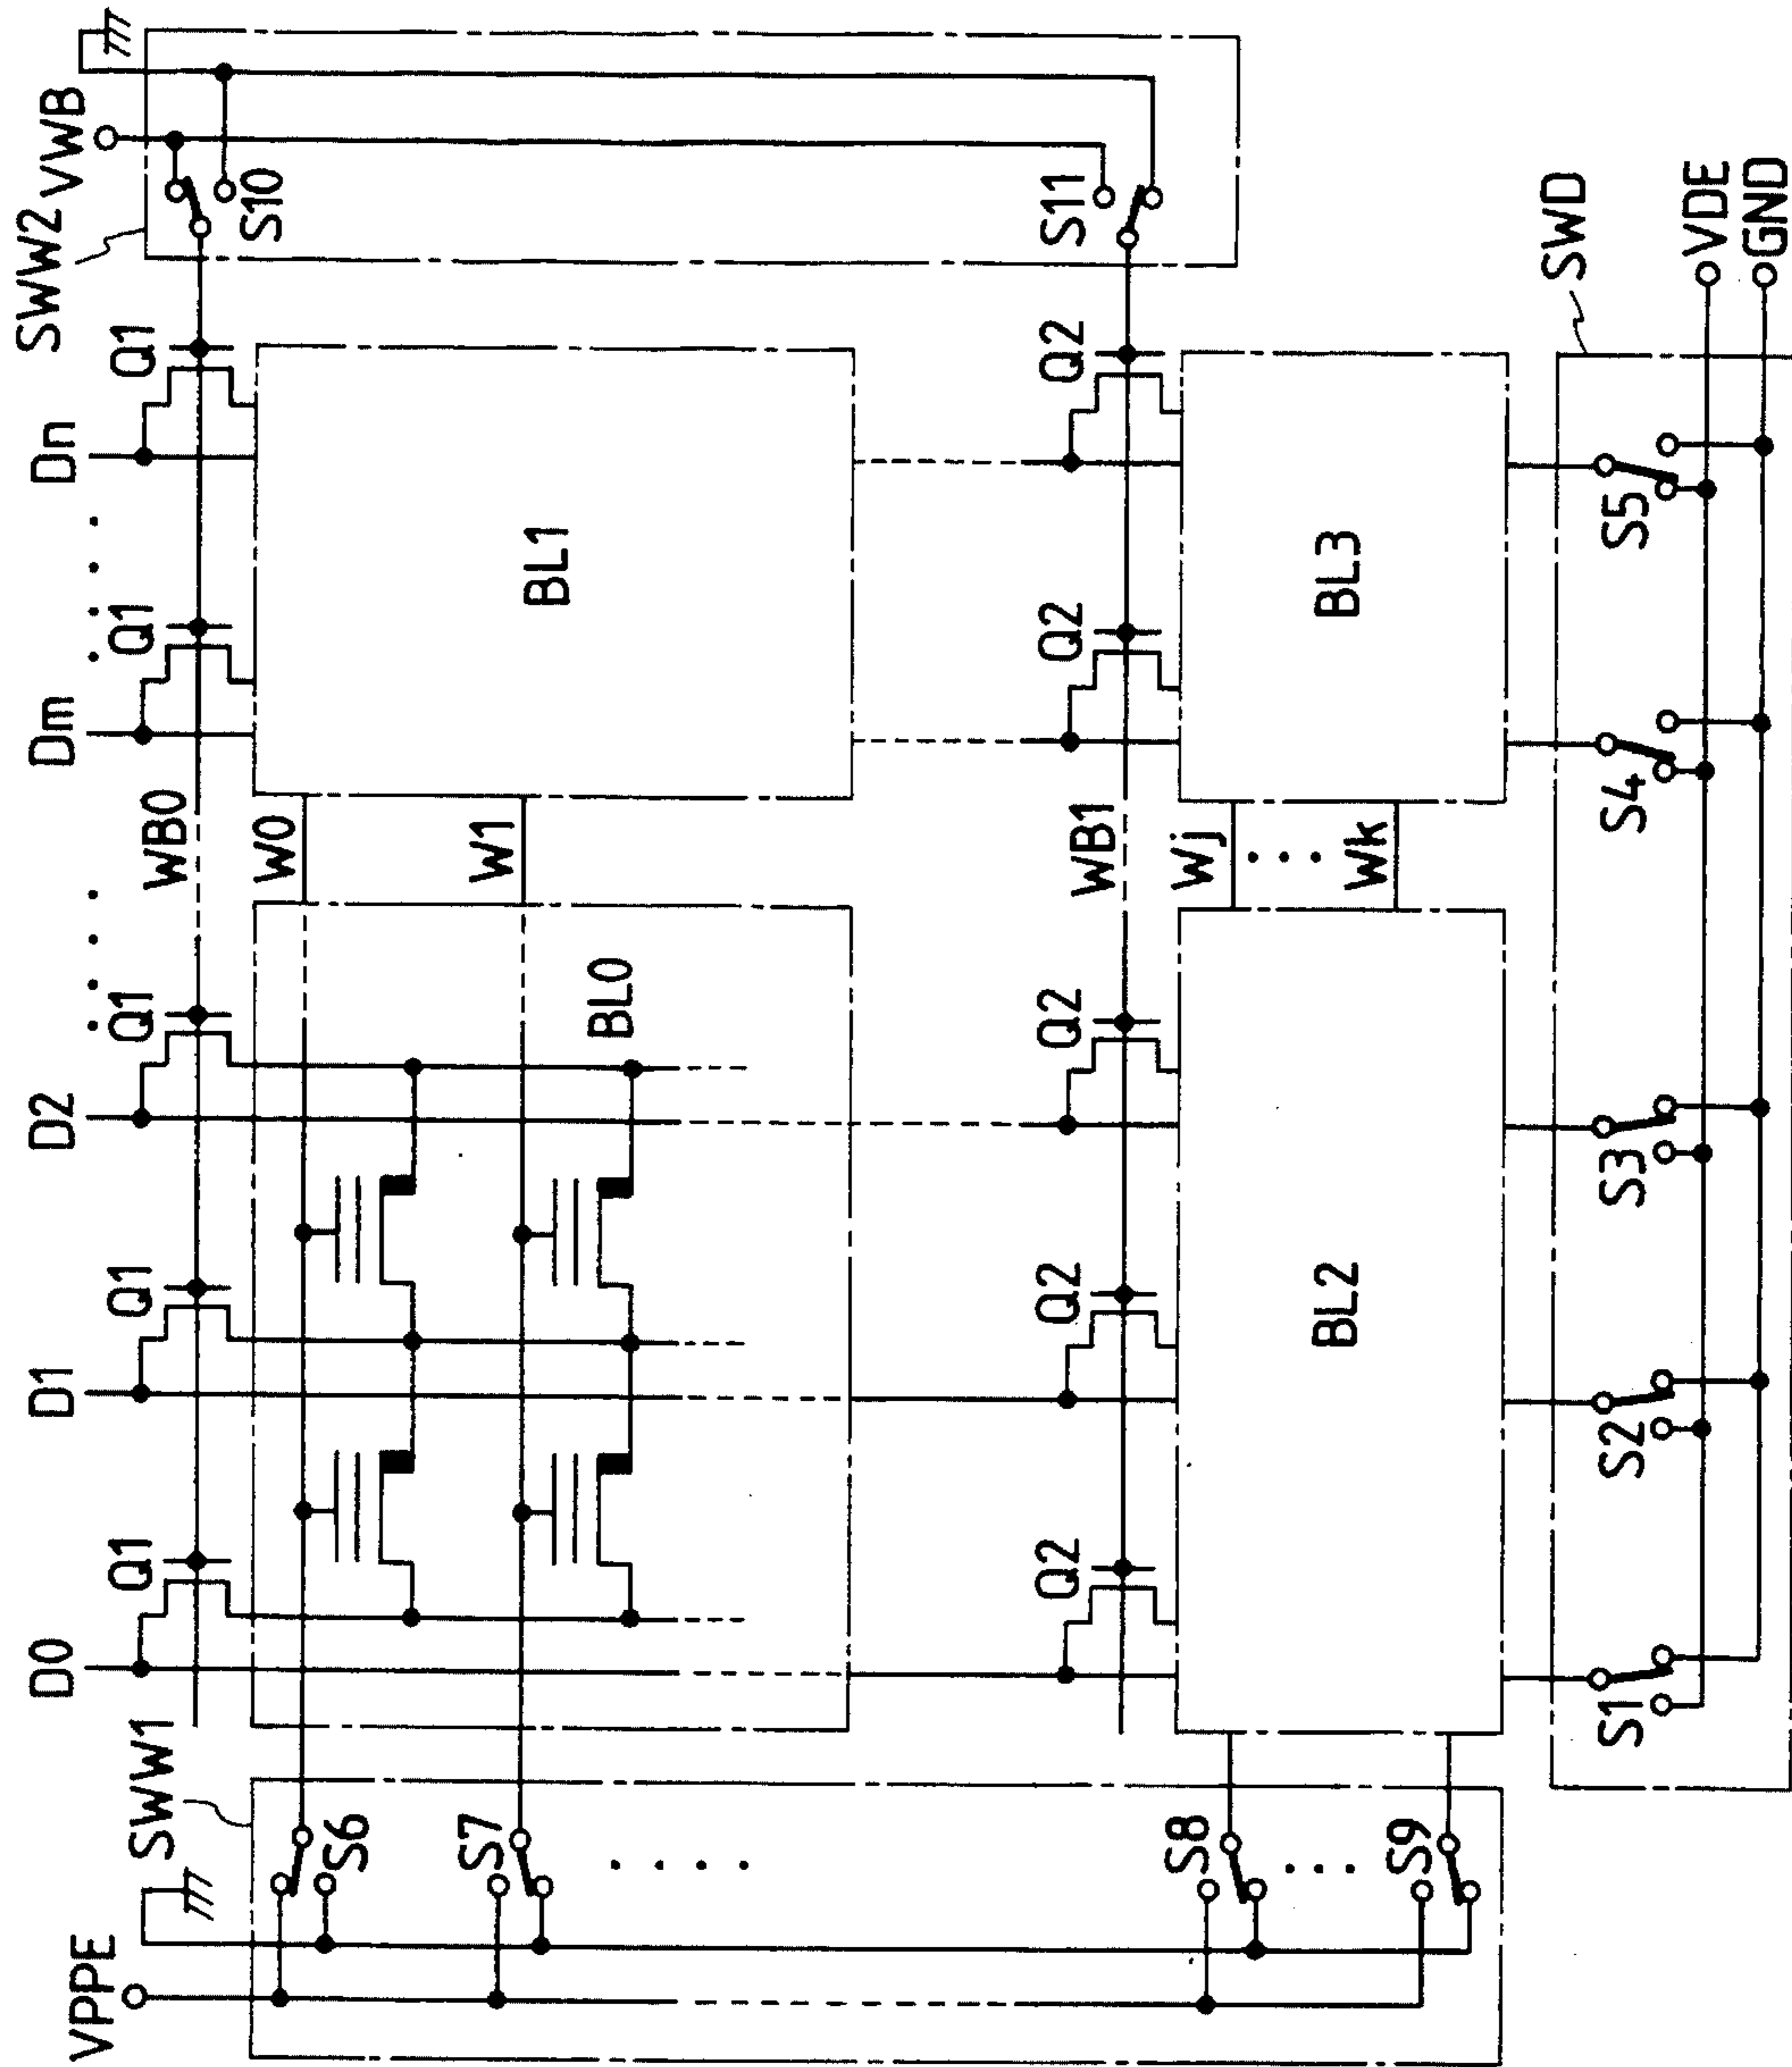 D0
D1
D2
. . . .
Dm
. . . .
Dn
SWW2
VPPE
VWB
SWW1
Q1
Q1
Q1
Q1
Q1
WB0
S10
W0
S6
S7
W1
. . . .
BL1
BL0
Q2
Q2
Q2
Q2
Q2
S11
WB1
S8
Wj
. . .
. . .
BL2
BL3
Wk
S9
SWD
S1
S2
S3
S4
S5
VDE
GND